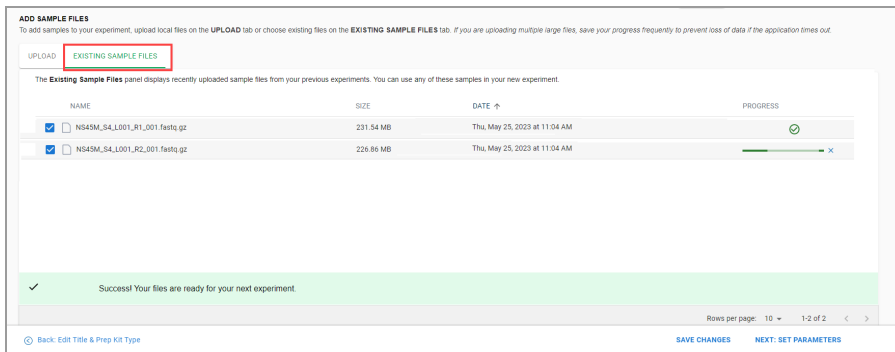 ADD SAMPLE FILES
To add samples to your experiment, upload local files on the UPLOAD tab or choose existing files on the EXISTING SAMPLE FILES tab. If you are uploading multiple large files, save your progress frequently to prevent loss of data if the application times out.
UPLOAD EXISTING SAMPLE FILES
The Existing Sample Files panel displays recently uploaded sample files from your previous experiments. You can use any of these samples in your new experiment.
NAME SIZE DATE ↑ PROGRESS
NS45M_S4_L001_R1_001.fastq.gz 231.54 MB Thu, May 25, 2023 at 11:04 AM
NS45M_S4_L001_R2_001.fastq.gz 226.86 MB Thu, May 25, 2023 at 11:04 AM
Success! Your files are ready for your next experiment.
Rows per page: 10 1-2 of 2
Back: Edit Title & Prep Kit Type SAVE CHANGES NEXT: SET PARAMETERS